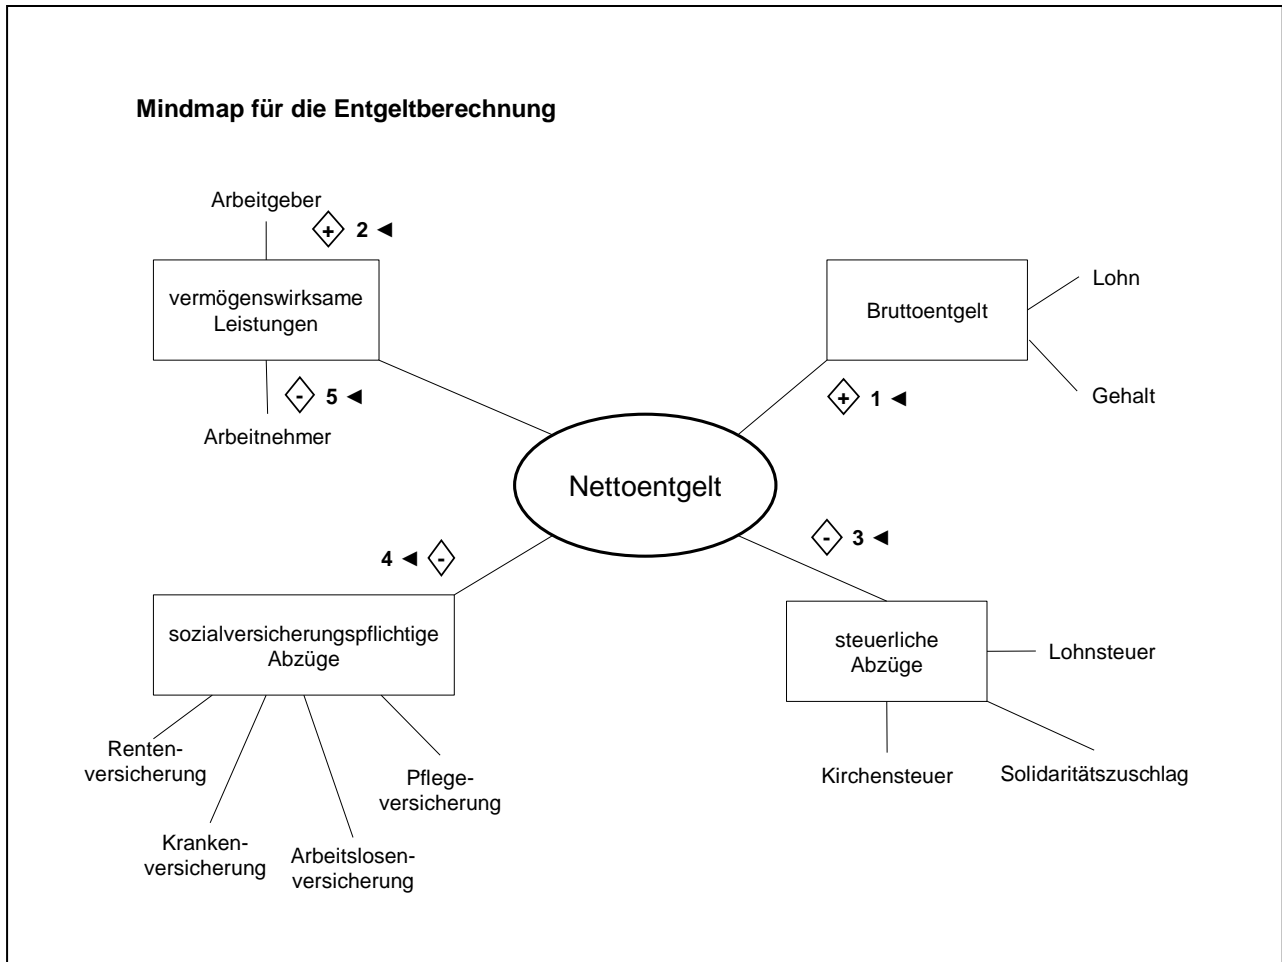 Mindmap für die Entgeltberechnung
Arbeitgeber
+ 2 ◄
vermögenswirksame
Leistungen
- 5 ◄
Arbeitnehmer
Bruttoentgelt
Lohn
Gehalt
+ 1 ◄
Nettoentgelt
- 3 ◄
4 ◄ -
sozialversicherungspflichtige
Abzüge
Renten-
versicherung
Kranken-
versicherung
Arbeitslosen-
versicherung
Pflege-
versicherung
steuerliche
Abzüge
Lohnsteuer
Kirchensteuer
Solidaritätszuschlag